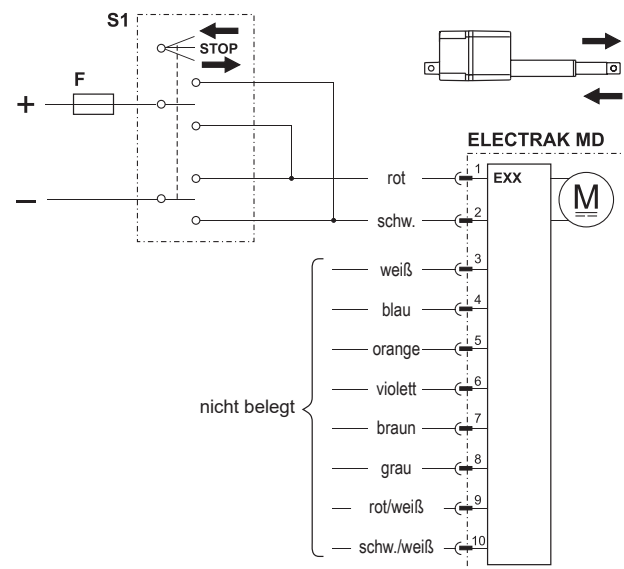 S1
STOP
F
+
−
ELECTRAK MD
EXX
M
rot 1
schw. 2
nicht belegt
weiß 3
blau 4
orange 5
violett 6
braun 7
grau 8
rot/weiß 9
schw./weiß 10